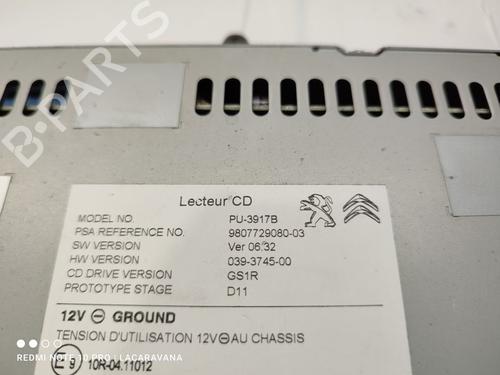 B-PARTS
Lecteur CD
MODEL NO. PU-3917B
PSA REFERENCE NO. 9807729080-03
SW VERSION Ver 06.32
HW VERSION 039-3745-00
CD DRIVE VERSION GS1R
PROTOTYPE STAGE D11
12V ⊖ GROUND
TENSION D'UTILISATION 12V⊖AU CHASSIS
E9 10R-04.11012
REDMI NOTE 10 PRO | LACARAVANA